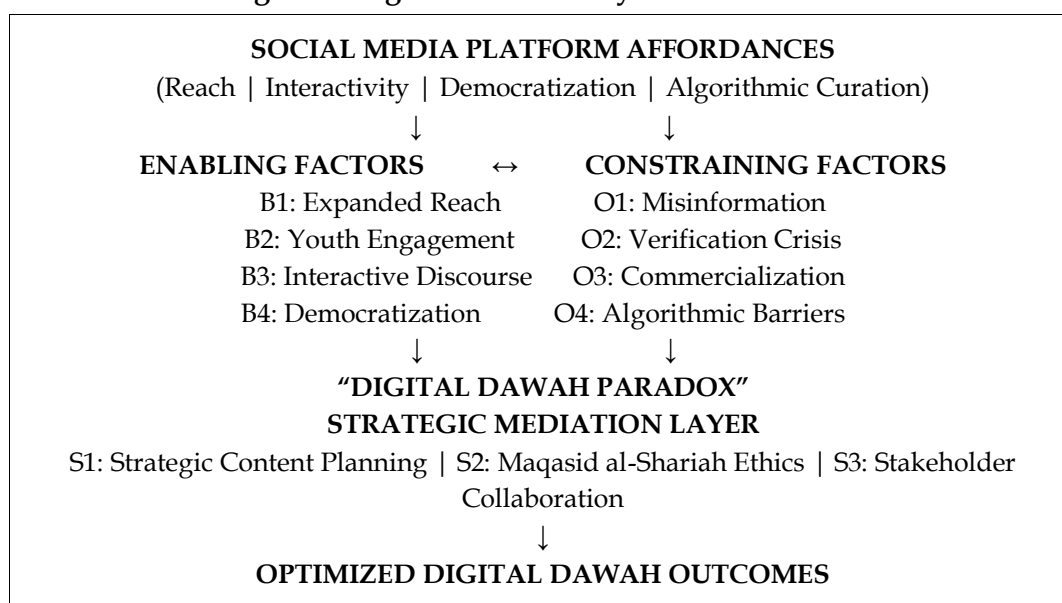 SOCIAL MEDIA PLATFORM AFFORDANCES
(Reach | Interactivity | Democratization | Algorithmic Curation)
↓ ↓
ENABLING FACTORS ↔ CONSTRAINING FACTORS
B1: Expanded Reach O1: Misinformation
B2: Youth Engagement O2: Verification Crisis
B3: Interactive Discourse O3: Commercialization
B4: Democratization O4: Algorithmic Barriers
↓ ↓
“DIGITAL DAWAH PARADOX”
STRATEGIC MEDIATION LAYER
S1: Strategic Content Planning | S2: Maqasid al-Shariah Ethics | S3: Stakeholder
Collaboration
↓
OPTIMIZED DIGITAL DAWAH OUTCOMES